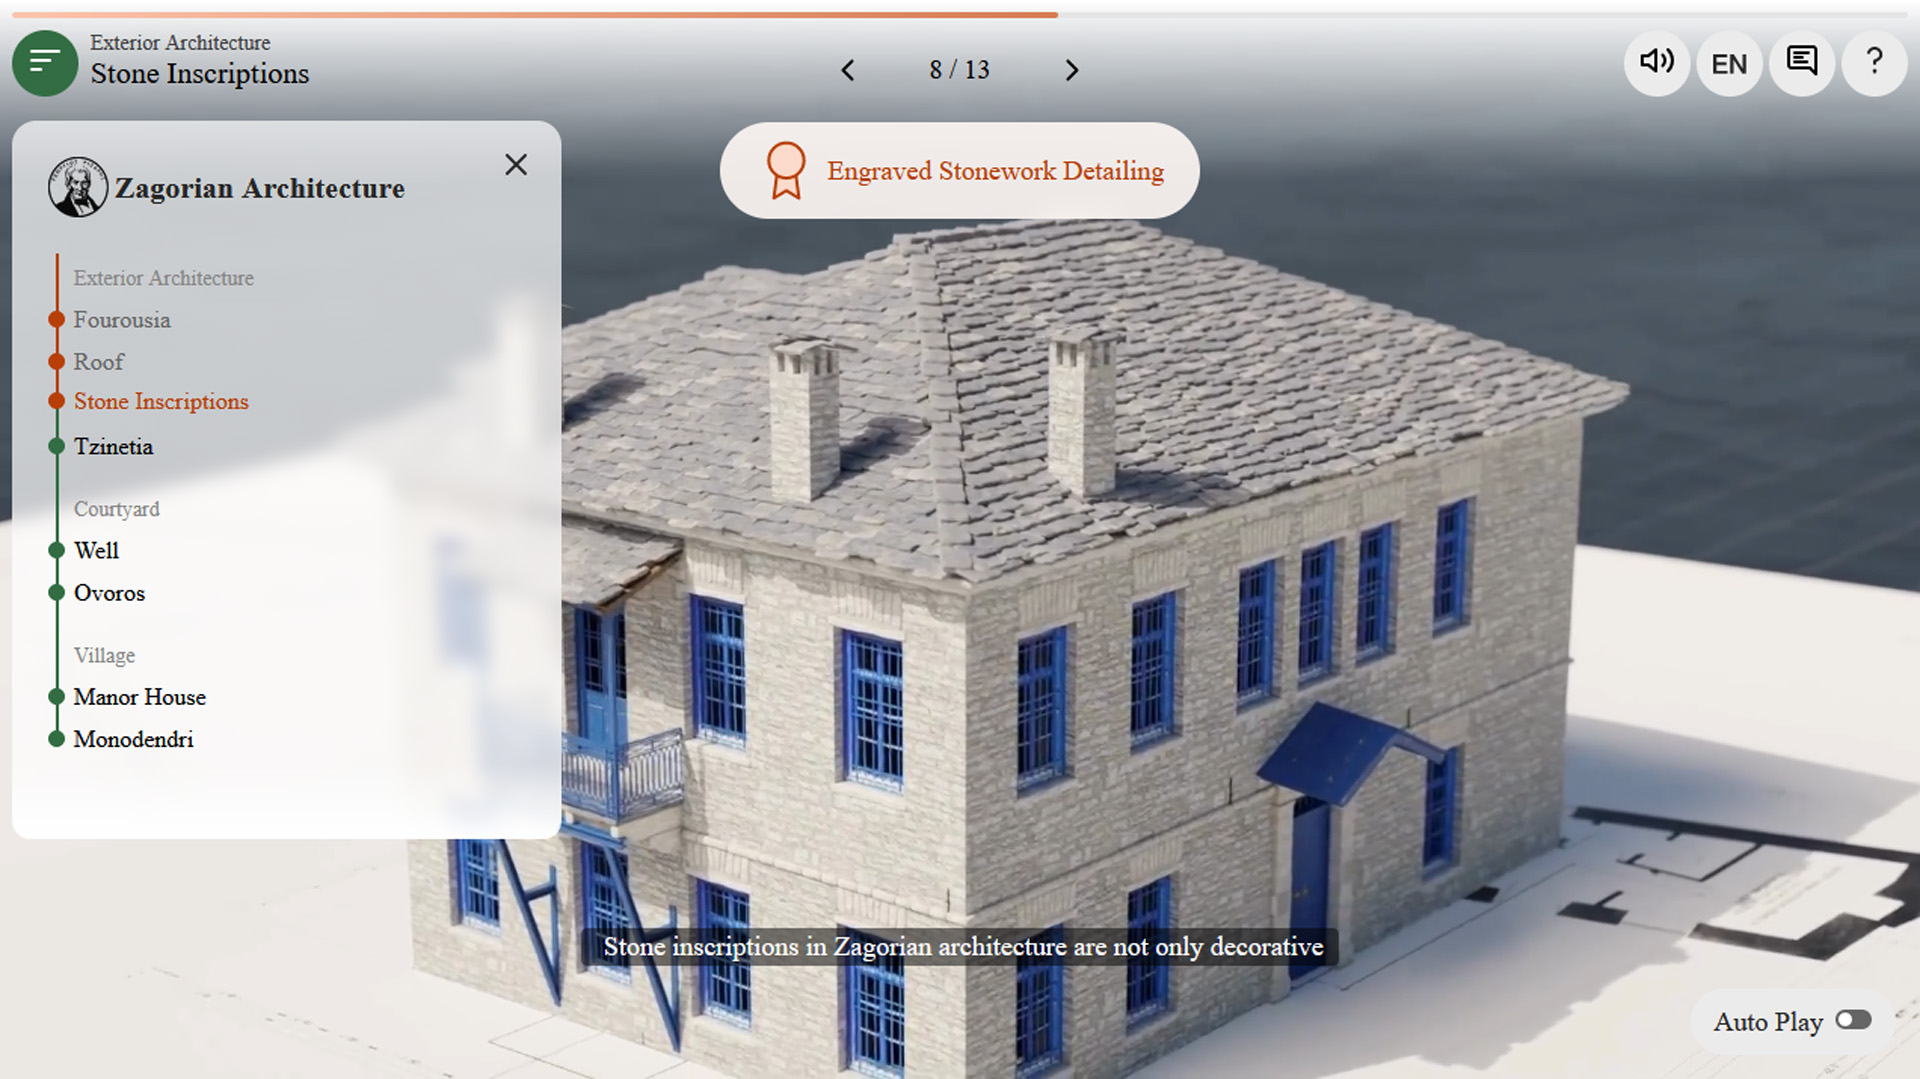 Exterior Architecture
Stone Inscriptions
8 / 13
EN
?
Zagorian Architecture
Engraved Stonework Detailing
Exterior Architecture
Fourousia
Roof
Stone Inscriptions
Tzinetia
Courtyard
Well
Ovoros
Village
Manor House
Monodendri
Stone inscriptions in Zagorian architecture are not only decorative
Auto Play